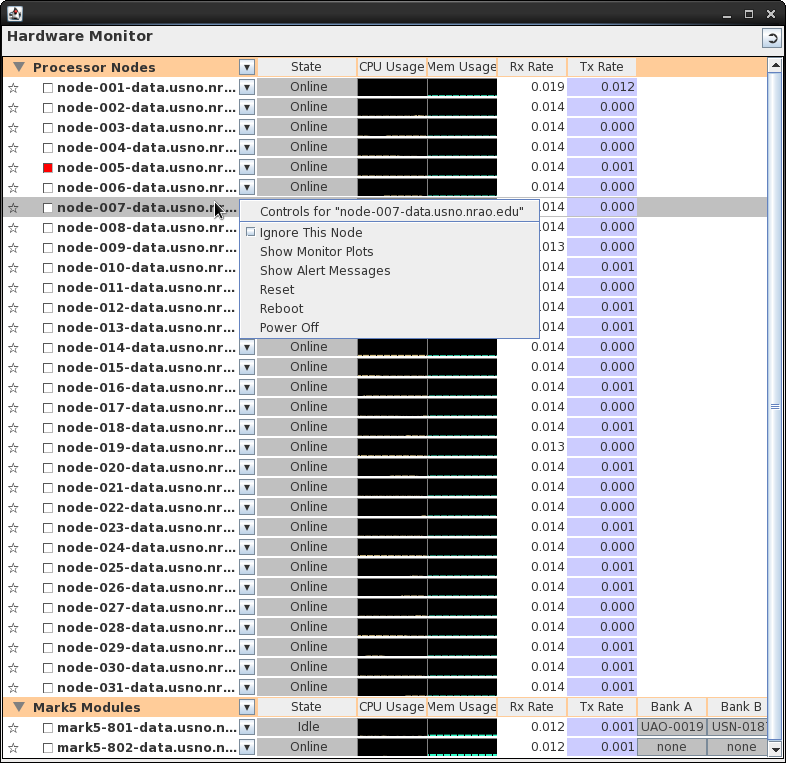 Hardware Monitor
Processor Nodes State CPU Usage Mem Usage Rx Rate Tx Rate
node-001-data.usno.nr... Online 0.019 0.012
node-002-data.usno.nr... Online 0.014 0.000
node-003-data.usno.nr... Online 0.014 0.000
node-004-data.usno.nr... Online 0.014 0.000
node-005-data.usno.nr... Online 0.014 0.001
node-006-data.usno.nr... Online 0.014 0.000
node-007-data.usno.nr... .014 0.000
node-008-data.usno.nr... .014 0.000
node-009-data.usno.nr... .013 0.000
node-010-data.usno.nr... .014 0.001
node-011-data.usno.nr... .014 0.000
node-012-data.usno.nr... .014 0.001
node-013-data.usno.nr... .014 0.001
Controls for "node-007-data.usno.nrao.edu"
Ignore This Node
Show Monitor Plots
Show Alert Messages
Reset
Reboot
Power Off
node-014-data.usno.nr... Online 0.014 0.000
node-015-data.usno.nr... Online 0.014 0.000
node-016-data.usno.nr... Online 0.014 0.001
node-017-data.usno.nr... Online 0.014 0.000
node-018-data.usno.nr... Online 0.014 0.001
node-019-data.usno.nr... Online 0.013 0.000
node-020-data.usno.nr... Online 0.014 0.001
node-021-data.usno.nr... Online 0.014 0.000
node-022-data.usno.nr... Online 0.014 0.000
node-023-data.usno.nr... Online 0.014 0.001
node-024-data.usno.nr... Online 0.014 0.000
node-025-data.usno.nr... Online 0.014 0.001
node-026-data.usno.nr... Online 0.014 0.001
node-027-data.usno.nr... Online 0.014 0.000
node-028-data.usno.nr... Online 0.014 0.000
node-029-data.usno.nr... Online 0.014 0.001
node-030-data.usno.nr... Online 0.014 0.001
node-031-data.usno.nr... Online 0.014 0.001
Mark5 Modules State CPU Usage Mem Usage Rx Rate Tx Rate Bank A Bank B
mark5-801-data.usno.n... Idle 0.012 0.001 UAO-0019 USN-018
mark5-802-data.usno.n... Online 0.012 0.001 none none